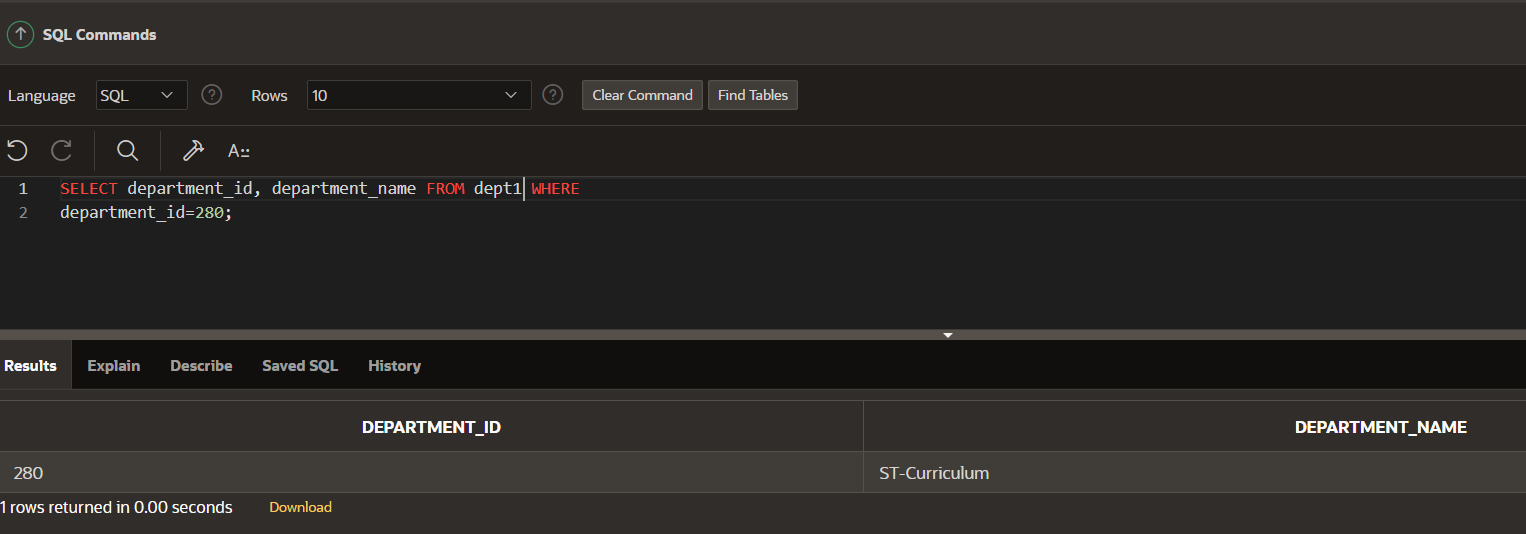 SQL Commands
Language SQL ? Rows 10 ? Clear Command Find Tables
A
1 SELECT department_id, department_name FROM dept1 WHERE
2 department_id=280;
Results Explain Describe Saved SQL History
DEPARTMENT_ID DEPARTMENT_NAME
280 ST-Curriculum
1 rows returned in 0.00 seconds Download